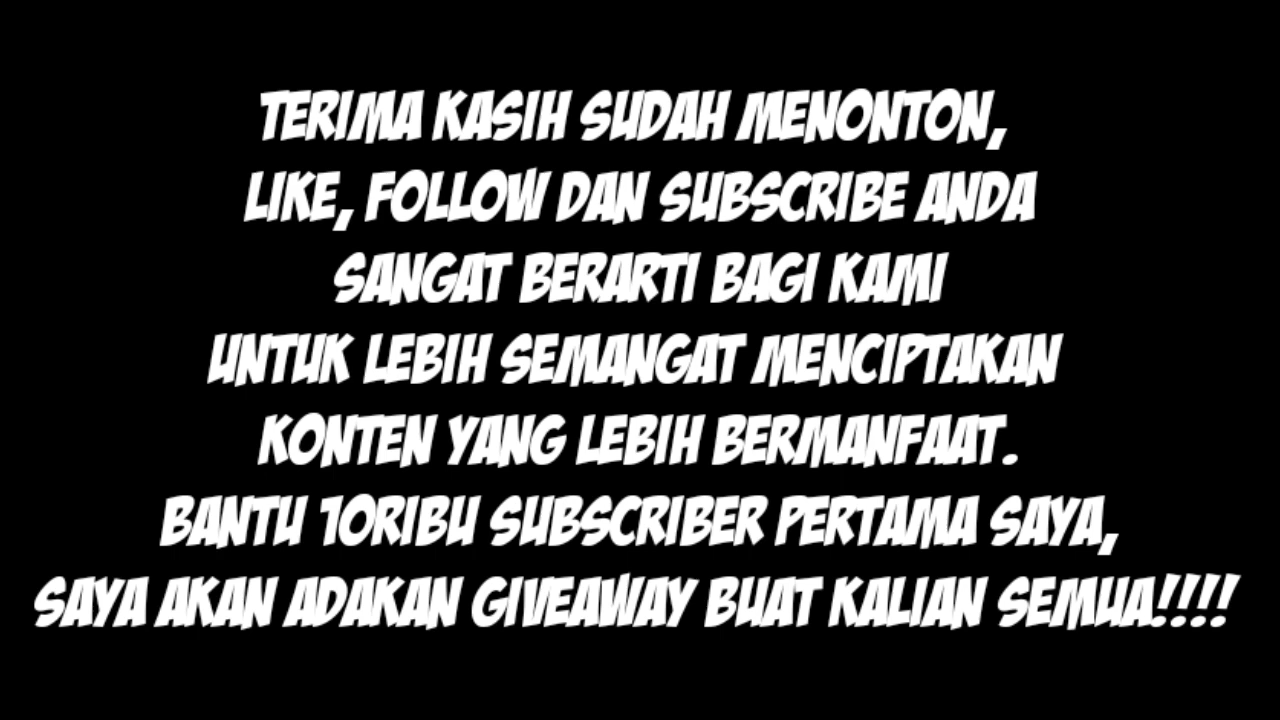 TERIMA KASIH SUDAH MENONTON,
LIKE, FOLLOW DAN SUBSCRIBE ANDA
SANGAT BERARTI BAGI KAMI
UNTUK LEBIH SEMANGAT MENCIPTAKAN
KONTEN YANG LEBIH BERMANFAAT.
BANTU 10RIBU SUBSCRIBER PERTAMA SAYA,
SAYA AKAN ADAKAN GIVEAWAY BUAT KALIAN SEMUA!!!!